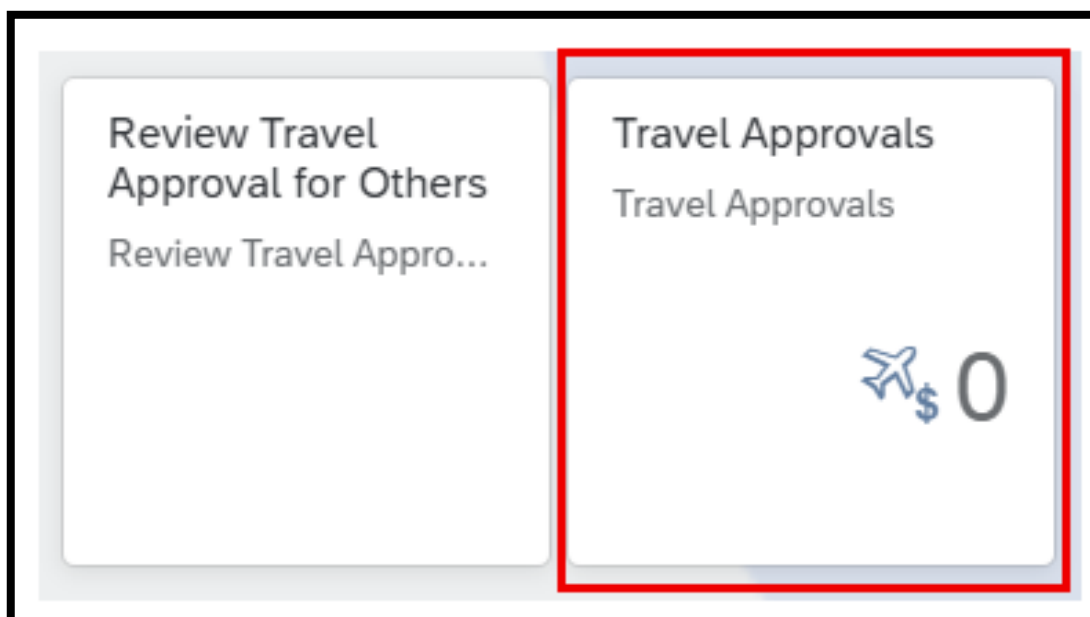 Review Travel
Approval for Others
Review Travel Appro...
Travel Approvals
Travel Approvals
$ 0